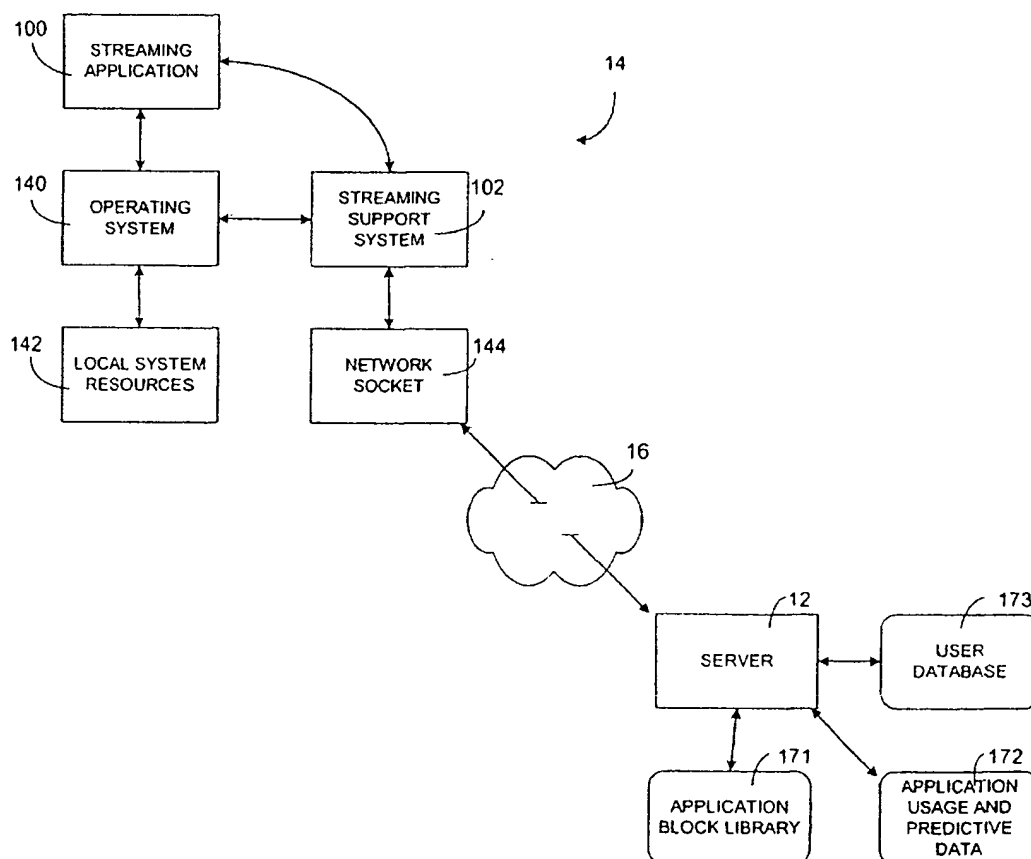 100
STREAMING
APPLICATION
14
140
OPERATING
SYSTEM
102
STREAMING
SUPPORT
SYSTEM
142
LOCAL SYSTEM
RESOURCES
144
NETWORK
SOCKET
16
12
SERVER
173
USER
DATABASE
171
APPLICATION
BLOCK LIBRARY
172
APPLICATION
USAGE AND
PREDICTIVE
DATA